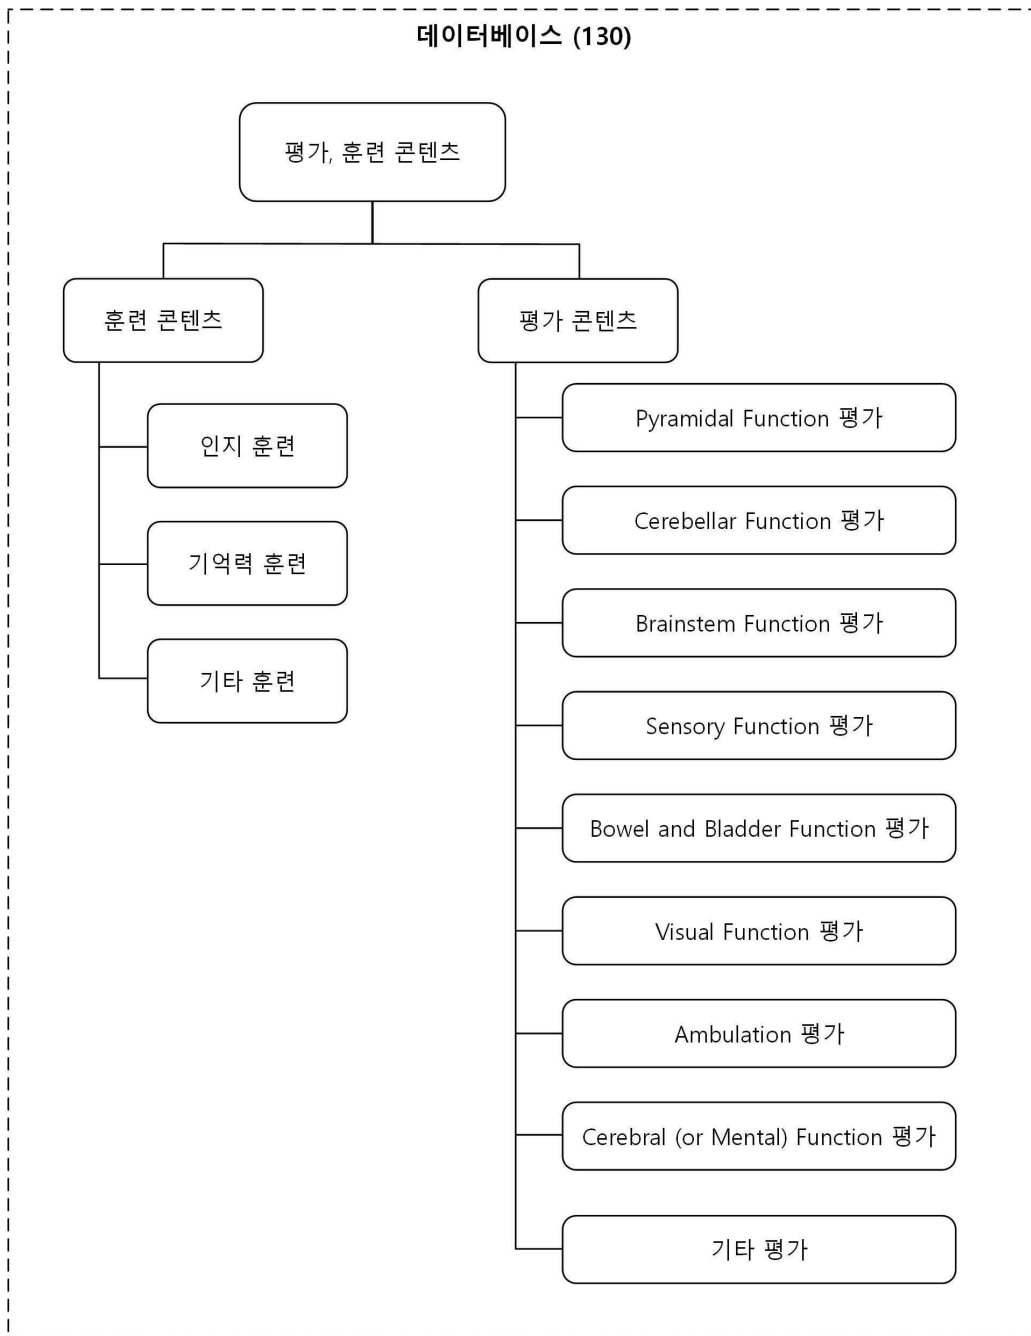 데이터베이스 (130)
평가, 훈련 콘텐츠
훈련 콘텐츠
인지 훈련
기억력 훈련
기타 훈련
평가 콘텐츠
Pyramidal Function 평가
Cerebellar Function 평가
Brainstem Function 평가
Sensory Function 평가
Bowel and Bladder Function 평가
Visual Function 평가
Ambulation 평가
Cerebral (or Mental) Function 평가
기타 평가